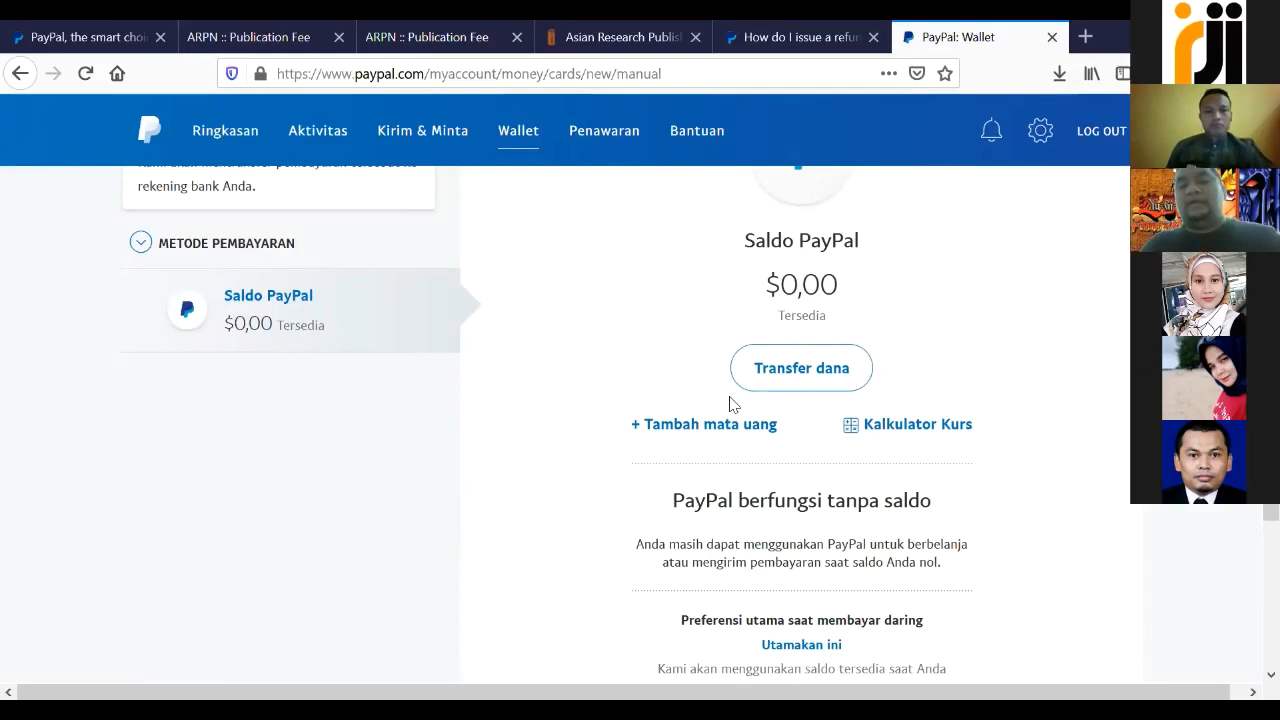 PayPal, the smart choi
ARPN :: Publication Fee
ARPN :: Publication Fee
Asian Research Publis
How do I issue a refun
PayPal: Wallet
https://www.paypal.com/myaccount/money/cards/new/manual
Ringkasan
Aktivitas
Kirim & Minta
Wallet
Penawaran
Bantuan
LOG OUT
rekening bank Anda.
METODE PEMBAYARAN
Saldo PayPal
$0,00 Tersedia
Saldo PayPal
$0,00
Tersedia
Transfer dana
+ Tambah mata uang
Kalkulator Kurs
PayPal berfungsi tanpa saldo
Anda masih dapat menggunakan PayPal untuk berbelanja
atau mengirim pembayaran saat saldo Anda nol.
Preferensi utama saat membayar daring
Utamakan ini
Kami akan menggunakan saldo tersedia saat Anda